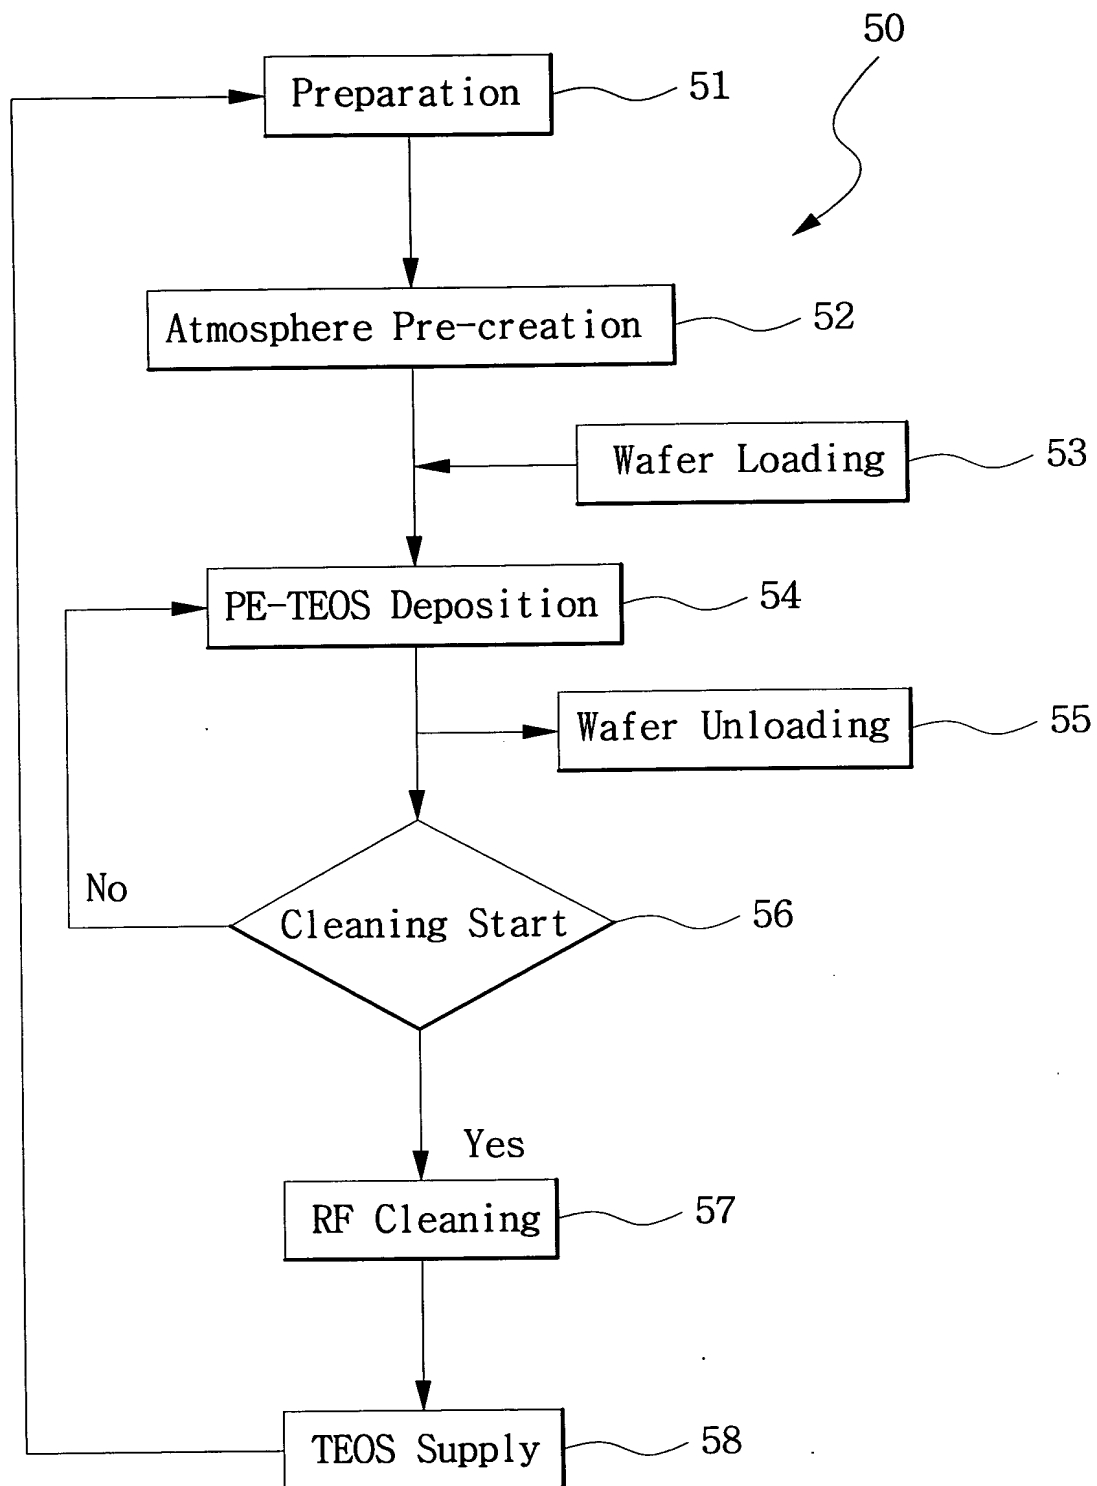 50
Preparation 51
Atmosphere Pre-creation 52
Wafer Loading 53
PE-TEOS Deposition 54
Wafer Unloading 55
No
Cleaning Start 56
Yes
RF Cleaning 57
TEOS Supply 58